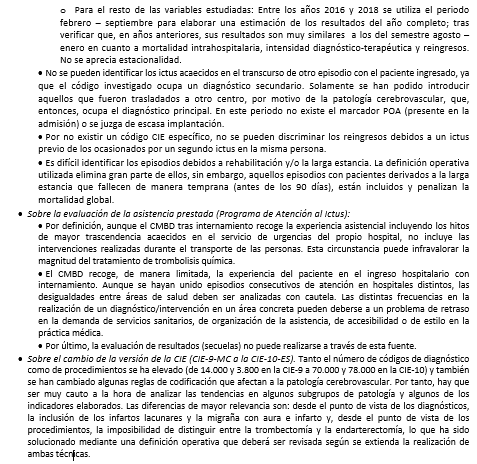 o Para el resto de las variables estudiadas: Entre los años 2016 y 2018 se utiliza el periodo
febrero – septiembre para elaborar una estimación de los resultados del año completo; tras
verificar que, en años anteriores, sus resultados son muy similares a los del semestre agosto –
enero en cuanto a mortalidad intrahospitalaria, intensidad diagnóstico-terapéutica y reingresos.
No se aprecia estacionalidad.
• No se pueden identificar los ictus acaecidos en el transcurso de otro episodio con el paciente ingresado, ya
que el código investigado ocupa un diagnóstico secundario. Solamente se han podido introducir
aquellos que fueron trasladados a otro centro, por motivo de la patología cerebrovascular, que,
entonces, ocupa el diagnóstico principal. En este periodo no existe el marcador POA (presente en la
admisión) o se juzga de escasa implantación.
• Por no existir un código CIE específico, no se pueden discriminar los reingresos debidos a un ictus
previo de los ocasionados por un segundo ictus en la misma persona.
• Es difícil identificar los episodios debidos a rehabilitación y/o la larga estancia. La definición operativa
utilizada elimina gran parte de ellos, sin embargo, aquellos episodios con pacientes derivados a la larga
estancia que fallecen de manera temprana (antes de los 90 días), están incluidos y penalizan la
mortalidad global.
• Sobre la evaluación de la asistencia prestada (Programa de Atención al Ictus):
• Por definición, aunque el CMBD tras internamiento recoge la experiencia asistencial incluyendo los hitos
de mayor trascendencia acaecidos en el servicio de urgencias del propio hospital, no incluye las
intervenciones realizadas durante el transporte de las personas. Esta circunstancia puede infravalorar la
magnitud del tratamiento de trombolisis química.
• El CMBD recoge, de manera limitada, la experiencia del paciente en el ingreso hospitalario con
internamiento. Aunque se hayan unido episodios consecutivos de atención en hospitales distintos, las
desigualdades entre áreas de salud deben ser analizadas con cautela. Las distintas frecuencias en la
realización de un diagnóstico/intervención en un área concreta pueden deberse a un problema de retraso
en la demanda de servicios sanitarios, de organización de la asistencia, de accesibilidad o de estilo en la
práctica médica.
• Por último, la evaluación de resultados (secuelas) no puede realizarse a través de esta fuente.
• Sobre el cambio de la versión de la CIE (CIE-9-MC a la CIE-10-ES). Tanto el número de códigos de diagnóstico
como de procedimientos se ha elevado (de 14.000 y 3.800 en la CIE-9 a 70.000 y 78.000 en la CIE-10) y también
se han cambiado algunas reglas de codificación que afectan a la patología cerebrovascular. Por tanto, hay que
ser muy cauto a la hora de analizar las tendencias en algunos subgrupos de patología y algunos de los
indicadores elaborados. Las diferencias de mayor relevancia son: desde el punto de vista de los diagnósticos,
la inclusión de los infartos lacunares y la migraña con aura e infarto y, desde el punto de vista de los
procedimientos, la imposibilidad de distinguir entre la trombectomía y la endarterectomía, lo que ha sido
solucionado mediante una definición operativa que deberá ser revisada según se extienda la realización de
ambas técnicas.